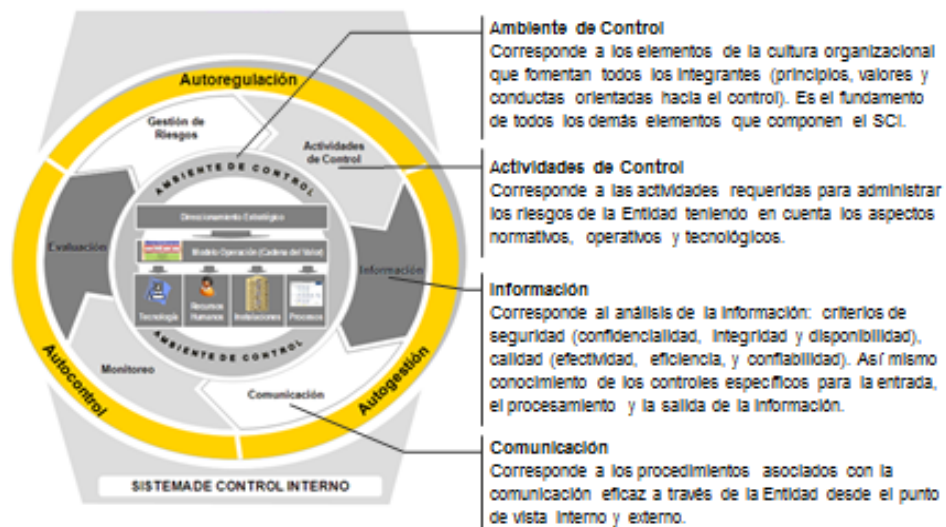 Autoregulación
Gestión de
Riesgos
Actividades
de Control
AMBIENTE DE CONTROL
Direccionamiento Estratégico
Evaluación
Modelo Operación (Cadena del Valor)
Información
Tecnología
Recursos
Humanos
Instalaciones
Procesos
AMBIENTE DE CONTROL
Monitoreo
Comunicación
Autocontrol
Autogestión
SISTEMA DE CONTROL INTERNO
Ambiente de Control
Corresponde a los elementos de la cultura organizacional
que fomentan todos los integrantes (principios, valores y
conductas orientadas hacia el control). Es el fundamento
de todos los demás elementos que componen el SCI.
Actividades de Control
Corresponde a las actividades requeridas para administrar
los riesgos de la Entidad teniendo en cuenta los aspectos
normativos, operativos y tecnológicos.
Información
Corresponde al análisis de la información: criterios de
seguridad (confidencialidad, integridad y disponibilidad),
calidad (efectividad, eficiencia, y confiabilidad). Así mismo
conocimiento de los controles específicos para la entrada,
el procesamiento y la salida de la información.
Comunicación
Corresponde a los procedimientos asociados con la
comunicación eficaz a través de la Entidad desde el punto
de vista interno y externo.